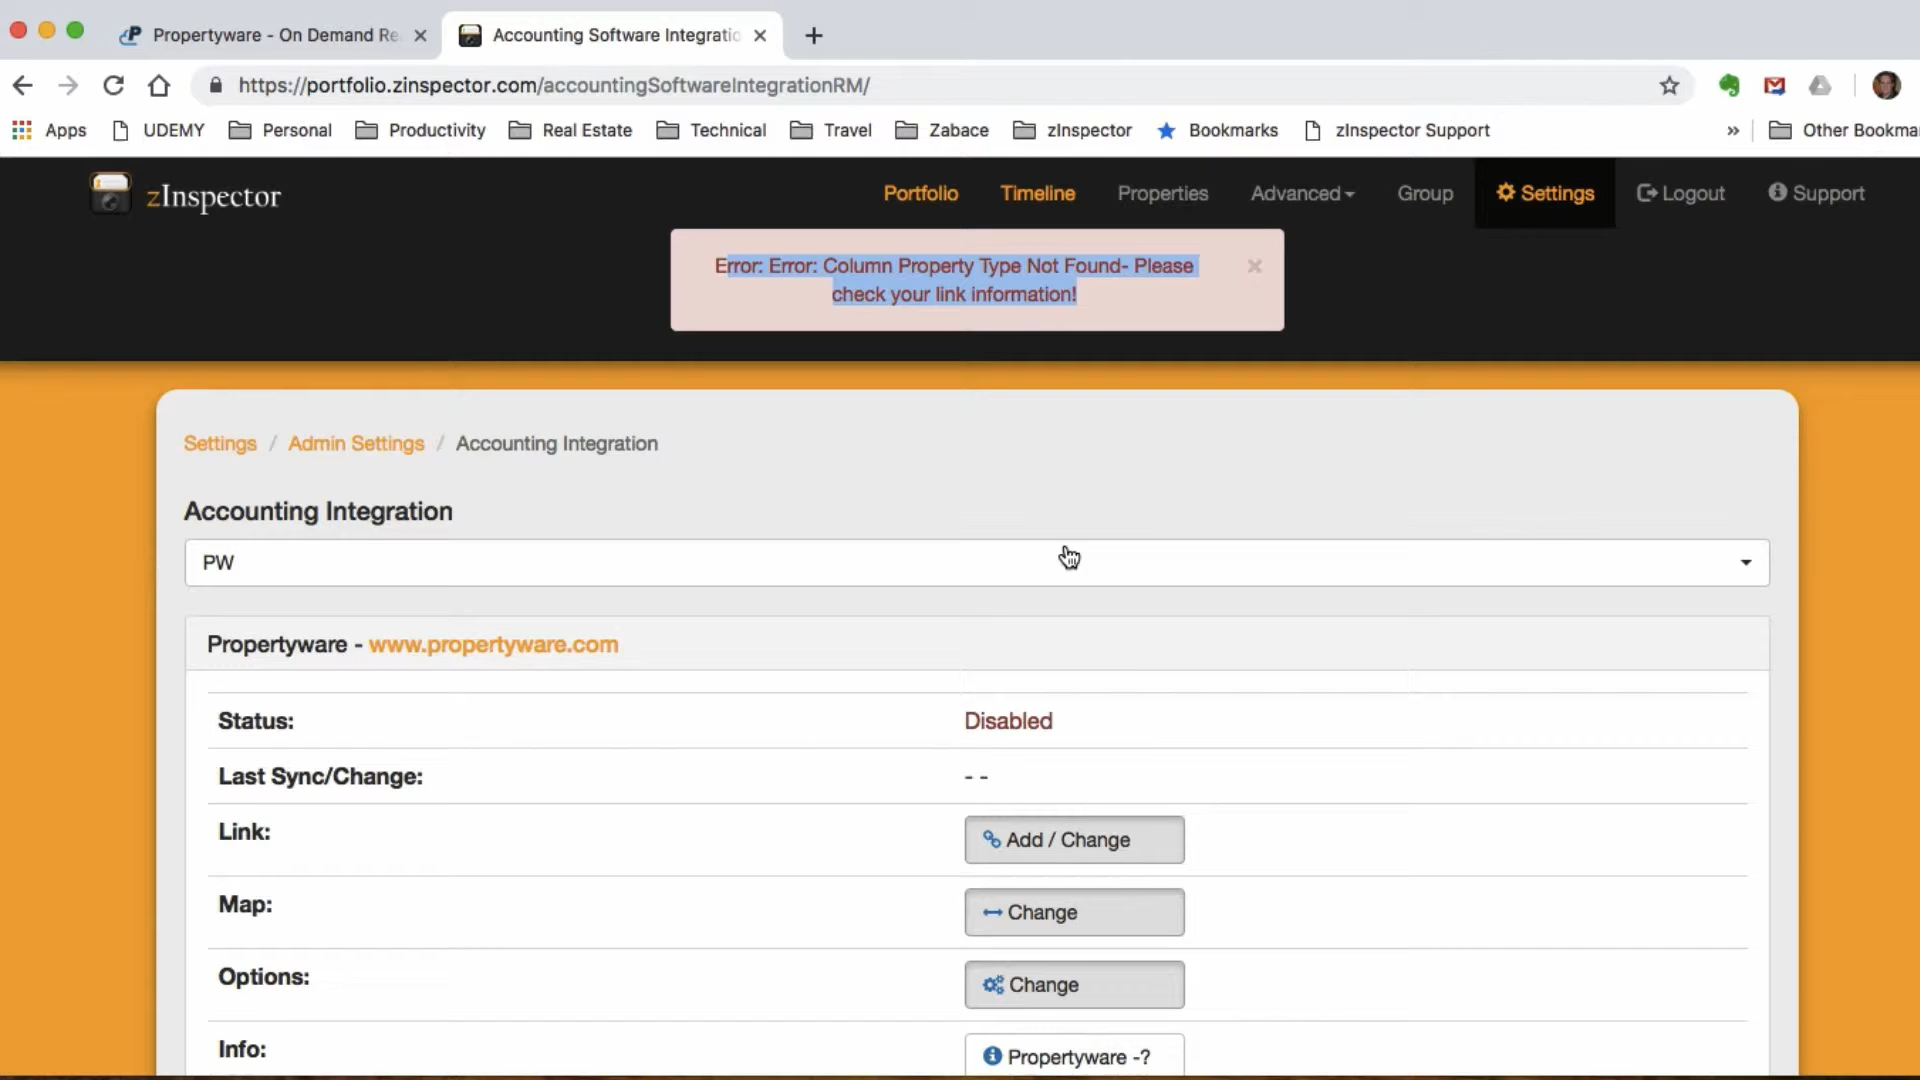 Propertyware - On Demand Re
Accounting Software Integratio
https://portfolio.zinspector.com/accountingSoftwareIntegrationRM/
Apps
UDEMY
Personal
Productivity
Real Estate
Technical
Travel
Zabace
zInspector
Bookmarks
zInspector Support
»
Other Bookmar
zInspector
Portfolio
Timeline
Properties
Advanced
Group
Settings
Logout
Support
Error: Error: Column Property Type Not Found- Please
check your link information!
Settings / Admin Settings / Accounting Integration
Accounting Integration
PW
Propertyware - www.propertyware.com
Status: Disabled
Last Sync/Change: - -
Link: Add / Change
Map: Change
Options: Change
Info: Propertyware -?